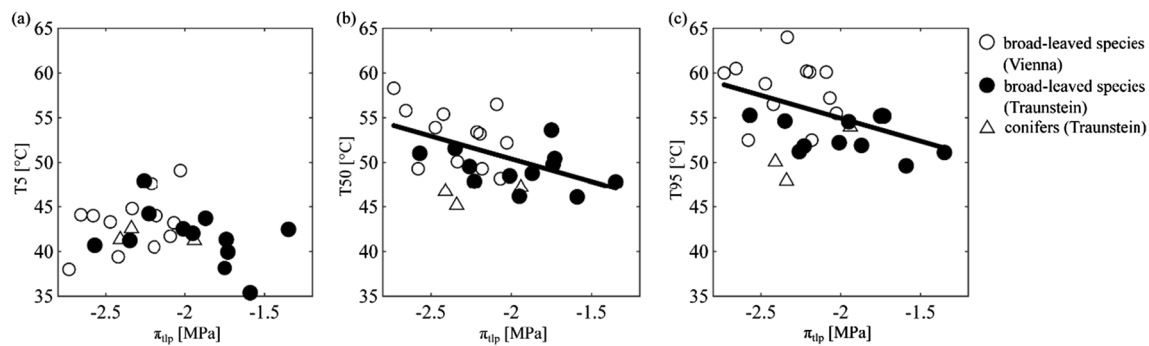 (a)
65
60
55
50
45
40
35
T5 [°C]
-2.5
-2
-1.5
πtlp [MPa]
(b)
65
60
55
50
45
40
35
T50 [°C]
-2.5
-2
-1.5
πtlp [MPa]
(c)
65
60
55
50
45
40
35
T95 [°C]
-2.5
-2
-1.5
πtlp [MPa]
broad-leaved species
(Vienna)
broad-leaved species
(Traunstein)
conifers (Traunstein)